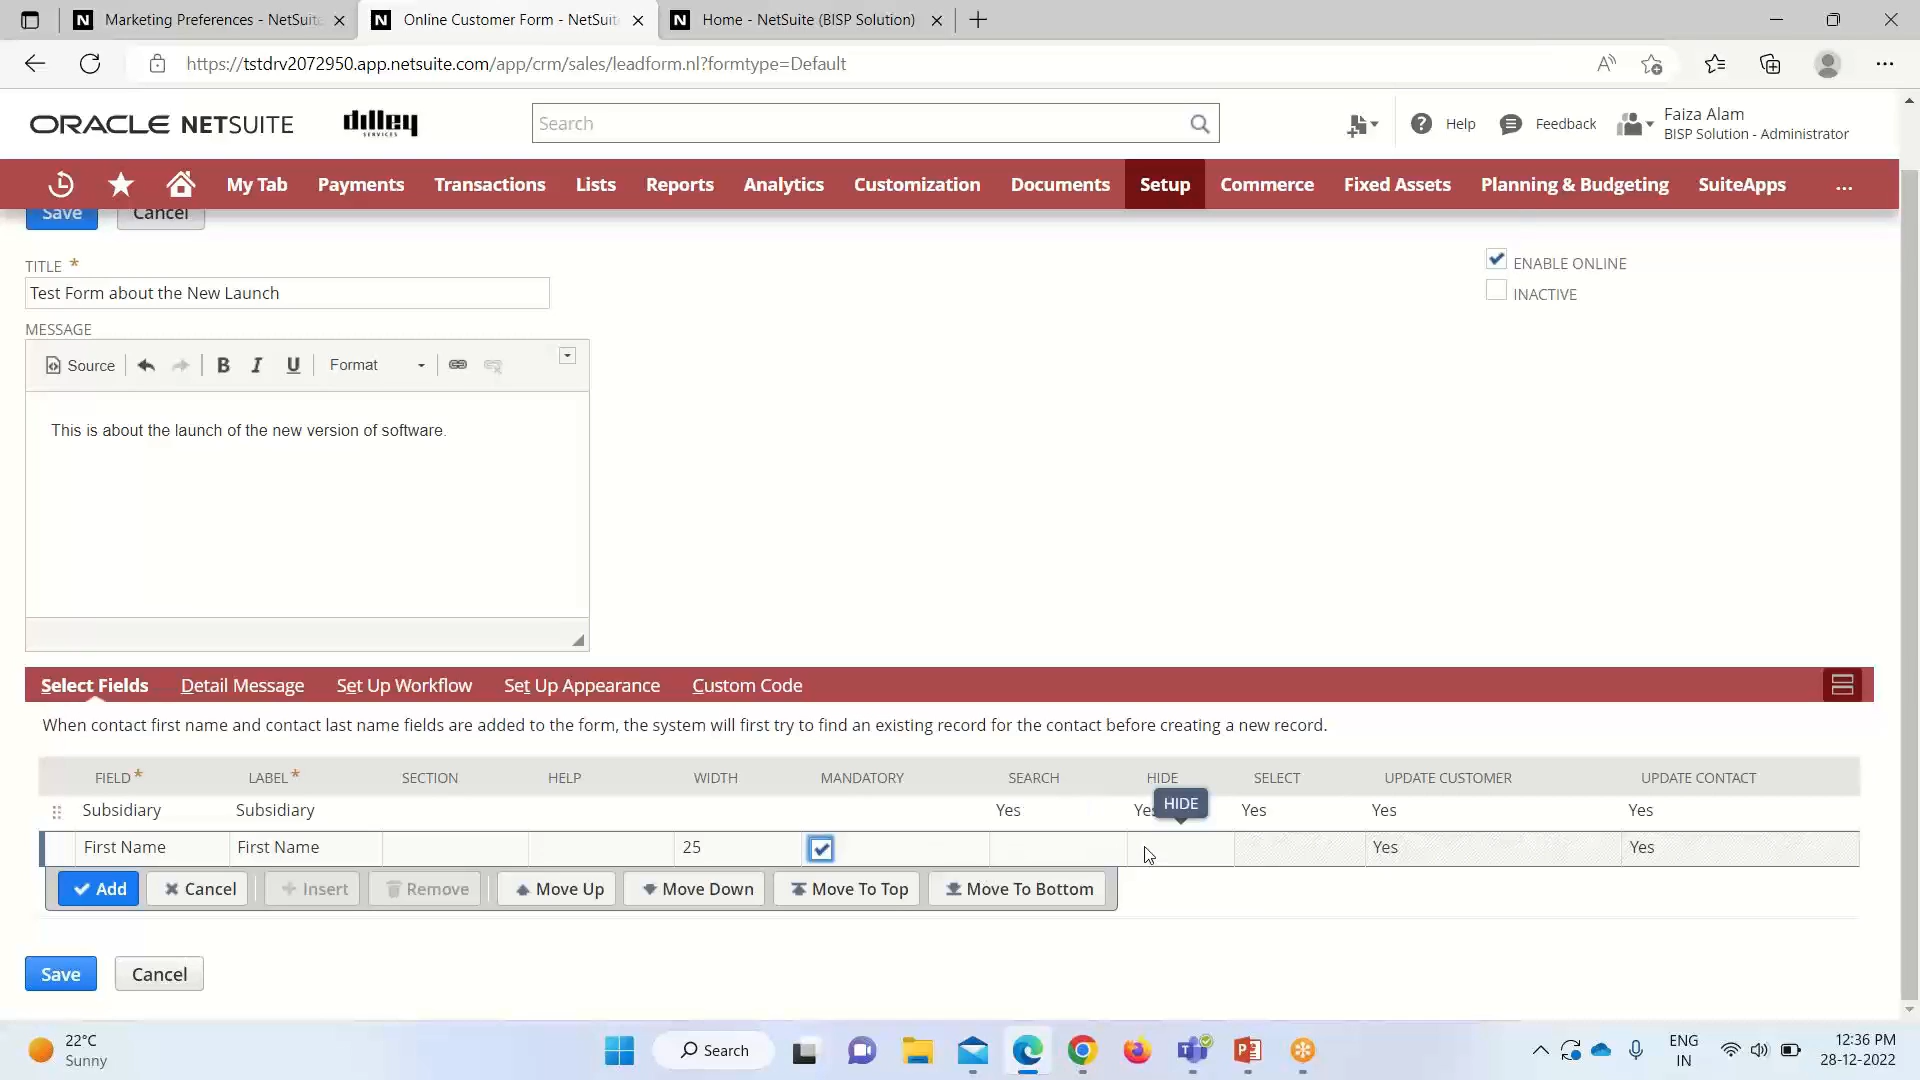 Marketing Preferences - NetSuite
Online Customer Form - NetSuit
Home - NetSuite (BISP Solution)
https://tstdrv2072950.app.netsuite.com/app/crm/sales/leadform.nl?formtype=Default
ORACLE NETSUITE
dilley
SERVICES
Search
Help
Feedback
Faiza Alam
BISP Solution - Administrator
My Tab
Payments
Transactions
Lists
Reports
Analytics
Customization
Documents
Setup
Commerce
Fixed Assets
Planning & Budgeting
SuiteApps
...
Save
Cancel
TITLE *
Test Form about the New Launch
ENABLE ONLINE
INACTIVE
MESSAGE
Source
B
I
U
Format
This is about the launch of the new version of software.
Select Fields
Detail Message
Set Up Workflow
Set Up Appearance
Custom Code
When contact first name and contact last name fields are added to the form, the system will first try to find an existing record for the contact before creating a new record.
FIELD * LABEL * SECTION HELP WIDTH MANDATORY SEARCH HIDE SELECT UPDATE CUSTOMER UPDATE CONTACT
HIDE
Subsidiary Subsidiary Yes Yes Yes Yes Yes
First Name First Name 25 Yes Yes
Add
Cancel
Insert
Remove
Move Up
Move Down
Move To Top
Move To Bottom
Save
Cancel
22°C
Sunny
Search
ENG
IN
12:36 PM
28-12-2022